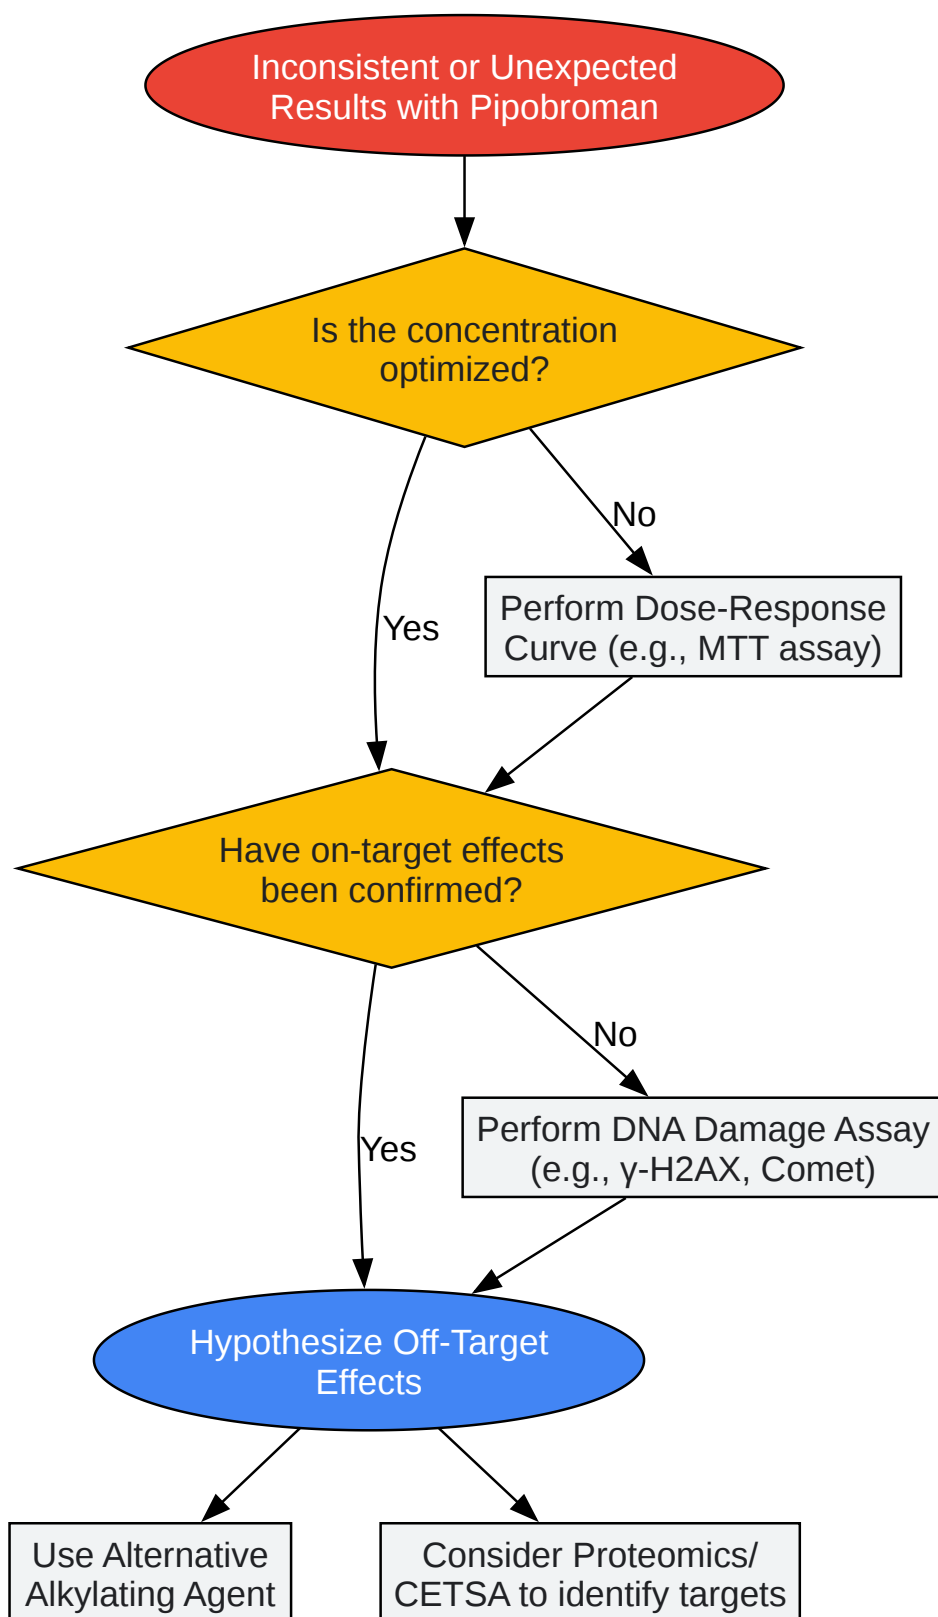 Inconsistent or Unexpected
Results with Pipobroman
Is the concentration
optimized?
No
Perform Dose-Response
Curve (e.g., MTT assay)
Yes
Have on-target effects
been confirmed?
No
Perform DNA Damage Assay
(e.g., γ-H2AX, Comet)
Yes
Hypothesize Off-Target
Effects
Use Alternative
Alkylating Agent
Consider Proteomics/
CETSA to identify targets